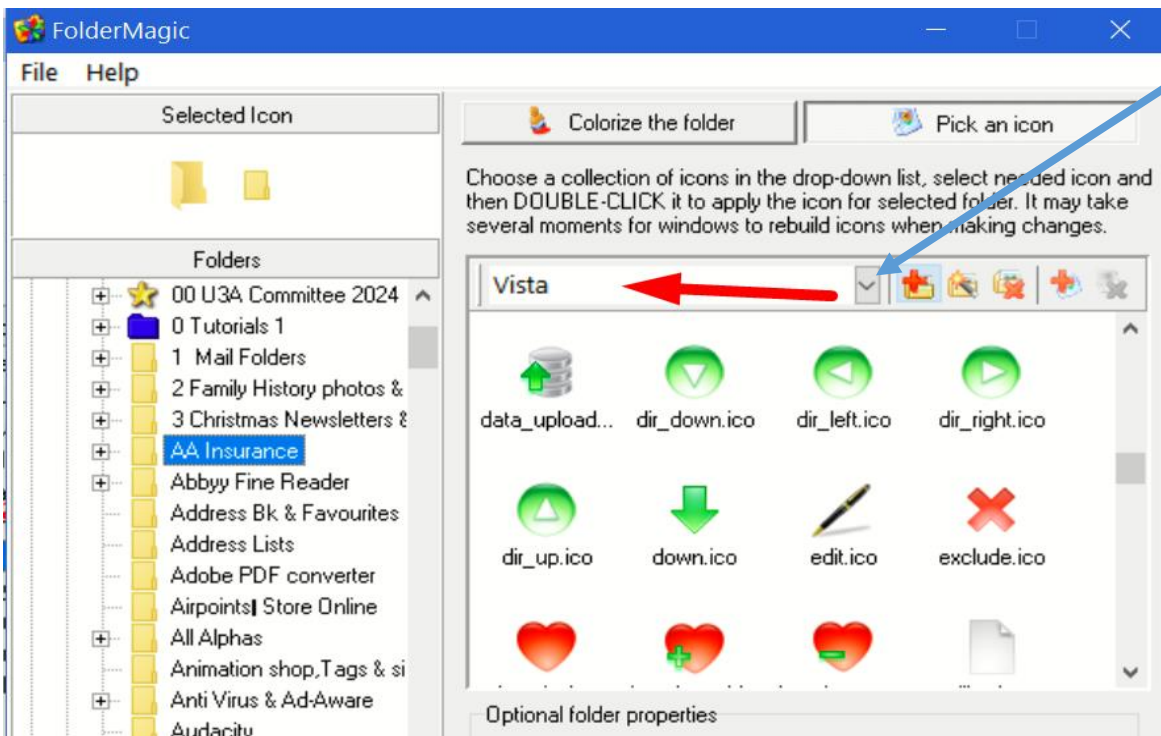 FolderMagic
File Help
Selected Icon
Folders
00 U3A Committee 2024
0 Tutorials 1
1 Mail Folders
2 Family History photos &
3 Christmas Newsletters &
AA Insurance
Abbyy Fine Reader
Address Bk & Favourites
Address Lists
Adobe PDF converter
Airpoints Store Online
All Alphas
Animation shop,Tags & si
Anti Virus & Ad-Aware
Audacity
Colorize the folder
Pick an icon
Choose a collection of icons in the drop-down list, select needed icon and
then DOUBLE-CLICK it to apply the icon for selected folder. It may take
several moments for windows to rebuild icons when making changes.
Vista
data_upload... dir_down.ico dir_left.ico dir_right.ico
dir_up.ico down.ico edit.ico exclude.ico
Optional folder properties